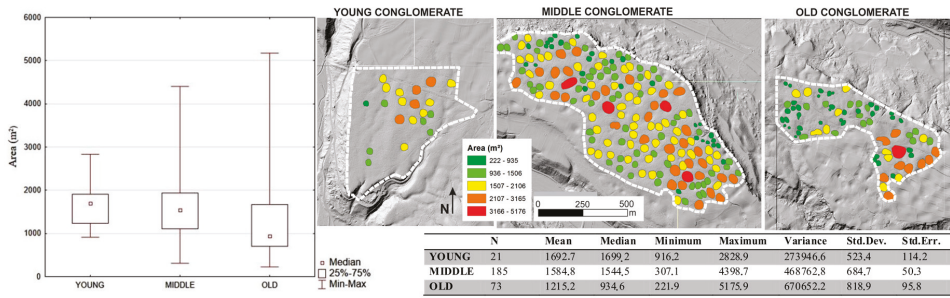 YOUNG CONGLOMERATE
MIDDLE CONGLOMERATE
OLD CONGLOMERATE
6000
5000
4000
3000
2000
1000
0
Area (m²)
YOUNG MIDDLE OLD
Median
25%-75%
Min-Max
N
Area (m²)
222 - 935
936 - 1506
1507 - 2106
2107 - 3165
3166 - 5176
0 250 500
m
N Mean Median Minimum Maximum Variance Std.Dev. Std.Err.
YOUNG 21 1692,7 1699,2 916,2 2828,9 273946,6 523,4 114,2
MIDDLE 185 1584,8 1544,5 307,1 4398,7 468762,8 684,7 50,3
OLD 73 1215,2 934,6 221,9 5175,9 670652,2 818,9 95,8